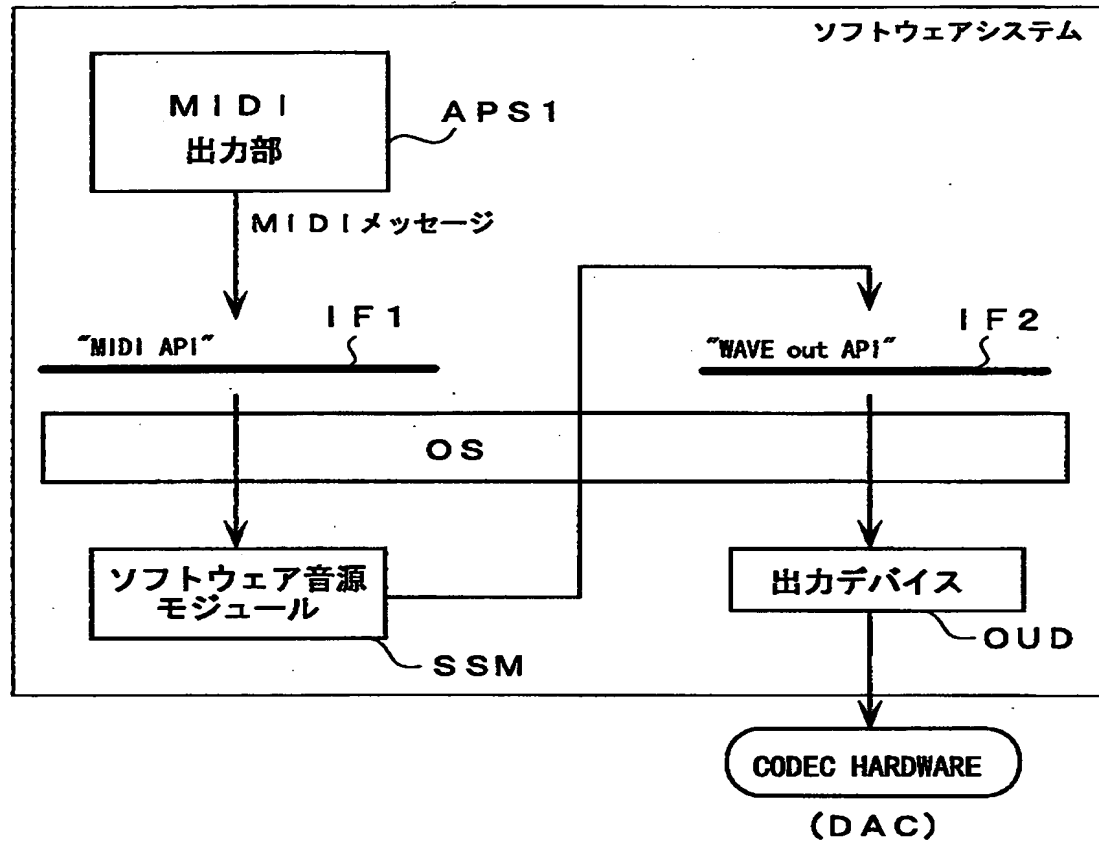 ソフトウェアシステム
MIDI
出力部
APS1
MIDIメッセージ
"MIDI API"
IF1
"WAVE out API"
IF2
OS
ソフトウェア音源
モジュール
SSM
出力デバイス
OUD
CODEC HARDWARE
(DAC)